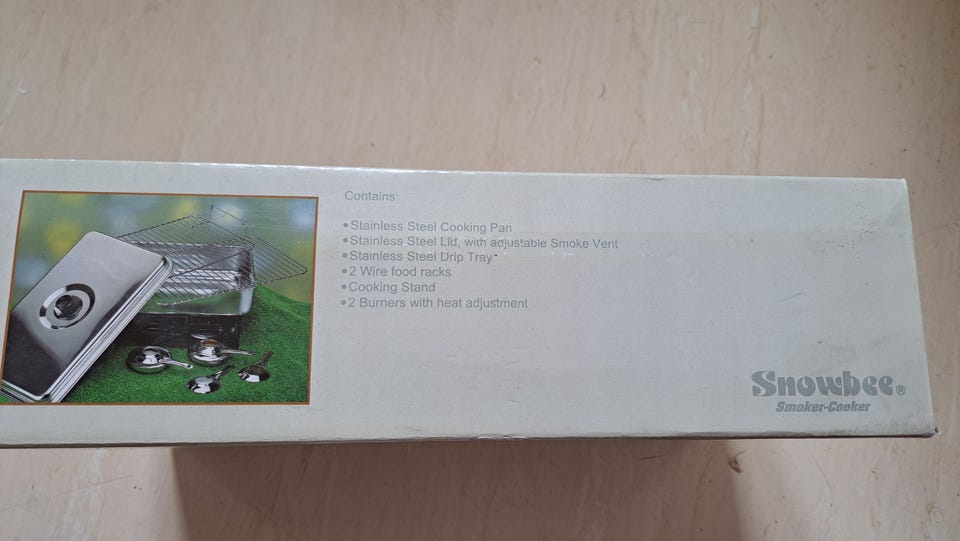 Contains:
•Stainless Steel Cooking Pan
•Stainless Steel Lid, with adjustable Smoke Vent
•Stainless Steel Drip Tray
•2 Wire food racks
•Cooking Stand
•2 Burners with heat adjustment
Snowbee®
Smoker-Cooker